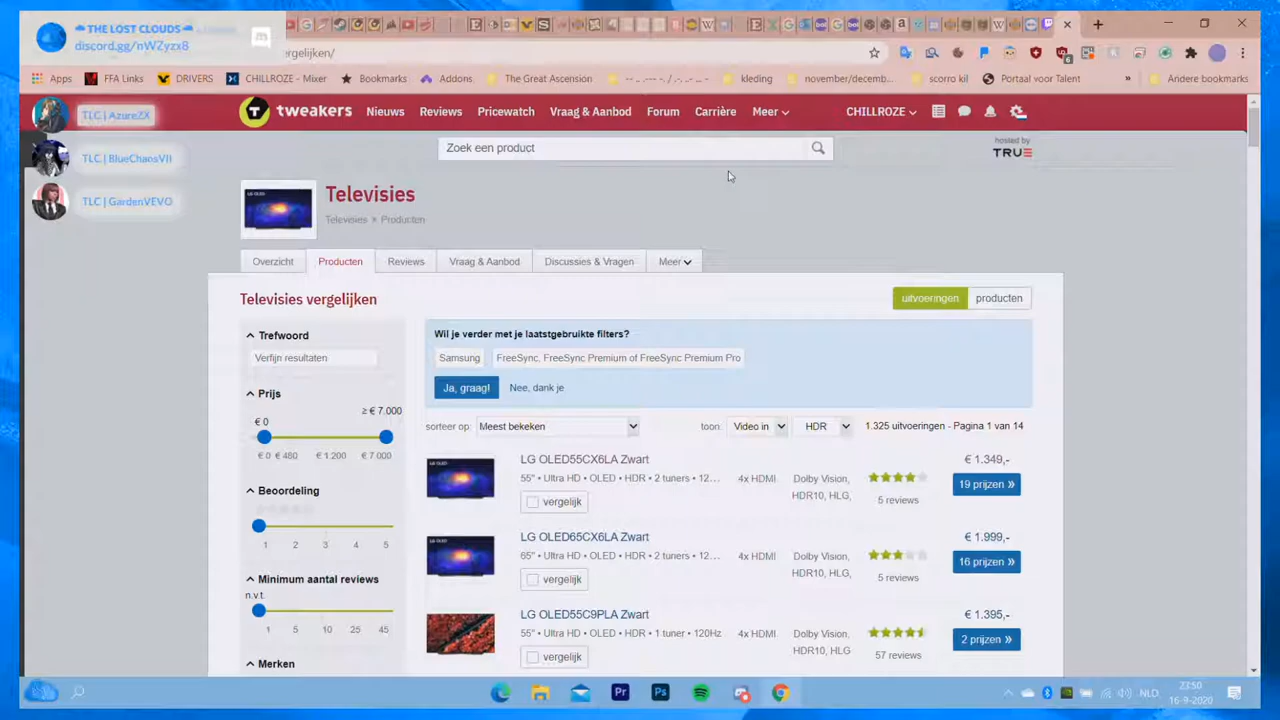 THE LOST CLOUDS
discord.gg/nWZyzx8
ergelijken/
Apps
FFA Links
DRIVERS
CHILLROZE - Mixer
Bookmarks
Addons
The Great Ascension
kleding
november/decemb...
scorro kil
Portaal voor Talent
»
Andere bookmarks
TLC | AzureZX
TLC | BlueChaosVII
TLC | GardenVEVO
tweakers
Nieuws
Reviews
Pricewatch
Vraag & Aanbod
Forum
Carrière
Meer
CHILLROZE
Zoek een product
hosted by
TRUE
Televisies
Televisies » Producten
Overzicht
Producten
Reviews
Vraag & Aanbod
Discussies & Vragen
Meer
Televisies vergelijken
uitvoeringen
producten
Trefwoord
Verfijn resultaten
Prijs
≥ € 7.000
€ 0
€ 0 € 480 € 1.200 € 7.000
Beoordeling
1 2 3 4 5
Minimum aantal reviews
n.v.t.
1 5 10 25 45
Merken
Wil je verder met je laatstgebruikte filters?
Samsung
FreeSync, FreeSync Premium of FreeSync Premium Pro
Ja, graag!
Nee, dank je
sorteer op: Meest bekeken
toon: Video in
HDR
1.325 uitvoeringen - Pagina 1 van 14
LG OLED55CX6LA Zwart
55" • Ultra HD • OLED • HDR • 2 tuners • 12...
4x HDMI
Dolby Vision,
HDR10, HLG,
5 reviews
€ 1.349,-
19 prijzen »
vergelijk
LG OLED65CX6LA Zwart
65" • Ultra HD • OLED • HDR • 2 tuners • 12...
4x HDMI
Dolby Vision,
HDR10, HLG,
5 reviews
€ 1.999,-
16 prijzen »
vergelijk
LG OLED55C9PLA Zwart
55" • Ultra HD • OLED • HDR • 1 tuner • 120Hz
4x HDMI
Dolby Vision,
HDR10, HLG
57 reviews
€ 1.395,-
2 prijzen »
vergelijk
Pr
Ps
NLD
23:50
16-9-2020